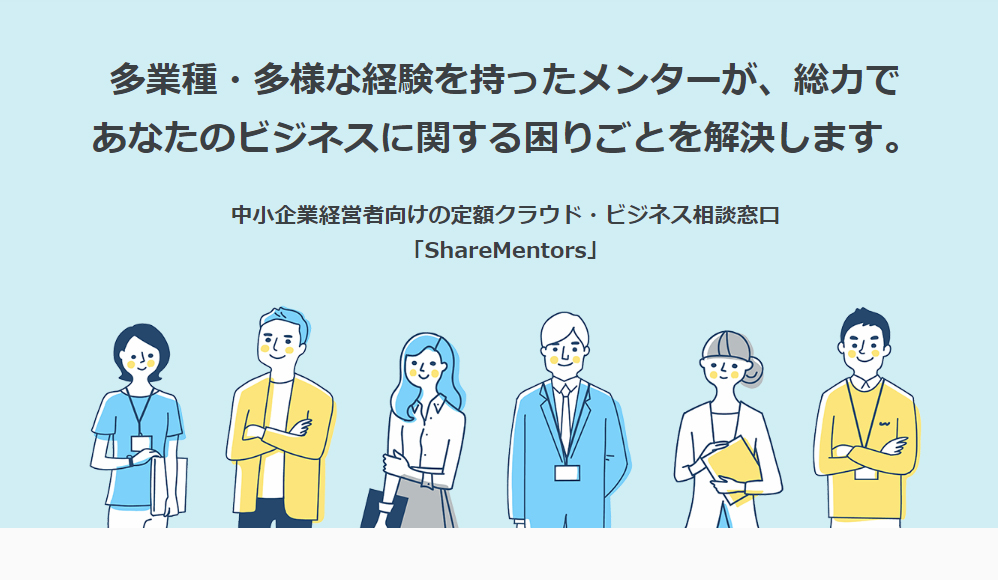 多業種・多様な経験を持ったメンターが、総力で
あなたのビジネスに関する困りごとを解決します。
中小企業経営者向けの定額クラウド・ビジネス相談窓口
「ShareMentors」